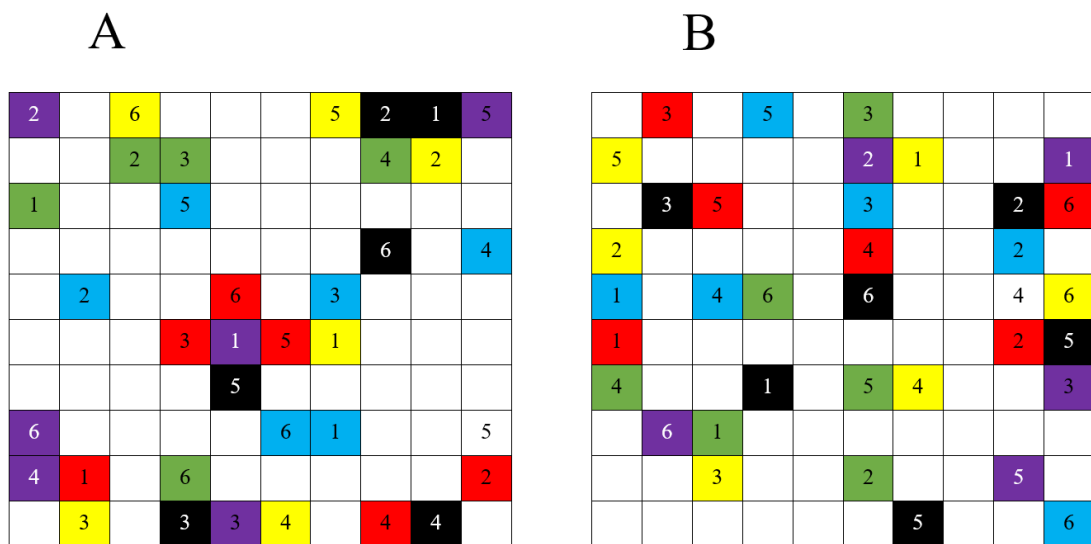 A B
2 6 5 2 1 5 3 5 3
2 3 4 2 5 2 1 1
1 5 3 5 3 2 6
6 4 2 4 2
2 6 3 1 4 6 6 4 6
3 1 5 1 1 2 5
5 4 1 5 4 3
6 6 1 5 6 1
4 1 6 2 3 2 5
3 3 3 4 4 4 5 6